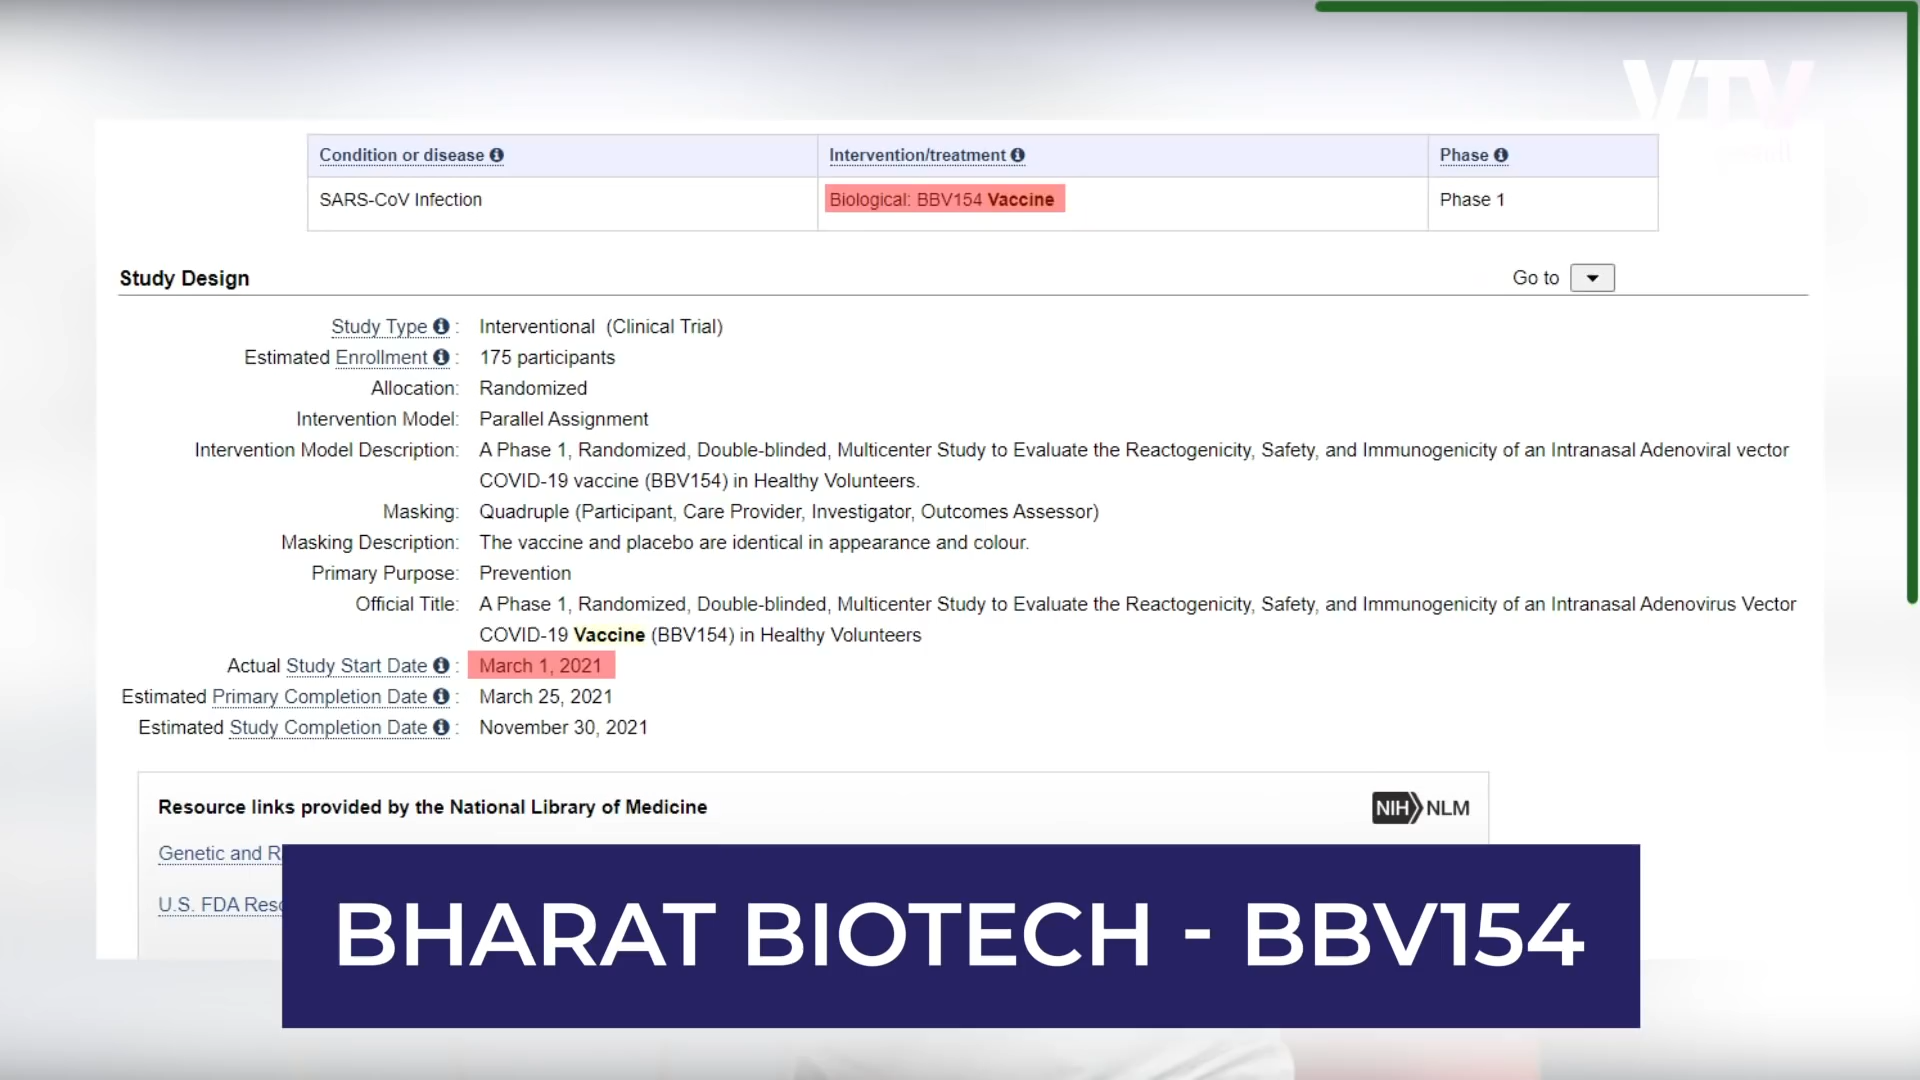 VTV
Condition or disease Intervention/treatment Phase
SARS-CoV Infection Biological: BBV154 Vaccine Phase 1
Study Design Go to
Study Type : Interventional (Clinical Trial)
Estimated Enrollment : 175 participants
Allocation: Randomized
Intervention Model: Parallel Assignment
Intervention Model Description: A Phase 1, Randomized, Double-blinded, Multicenter Study to Evaluate the Reactogenicity, Safety, and Immunogenicity of an Intranasal Adenoviral vector
COVID-19 vaccine (BBV154) in Healthy Volunteers.
Masking: Quadruple (Participant, Care Provider, Investigator, Outcomes Assessor)
Masking Description: The vaccine and placebo are identical in appearance and colour.
Primary Purpose: Prevention
Official Title: A Phase 1, Randomized, Double-blinded, Multicenter Study to Evaluate the Reactogenicity, Safety, and Immunogenicity of an Intranasal Adenovirus Vector
COVID-19 Vaccine (BBV154) in Healthy Volunteers
Actual Study Start Date : March 1, 2021
Estimated Primary Completion Date : March 25, 2021
Estimated Study Completion Date : November 30, 2021
Resource links provided by the National Library of Medicine NIH NLM
Genetic and
U.S. FDA
BHARAT BIOTECH - BBV154